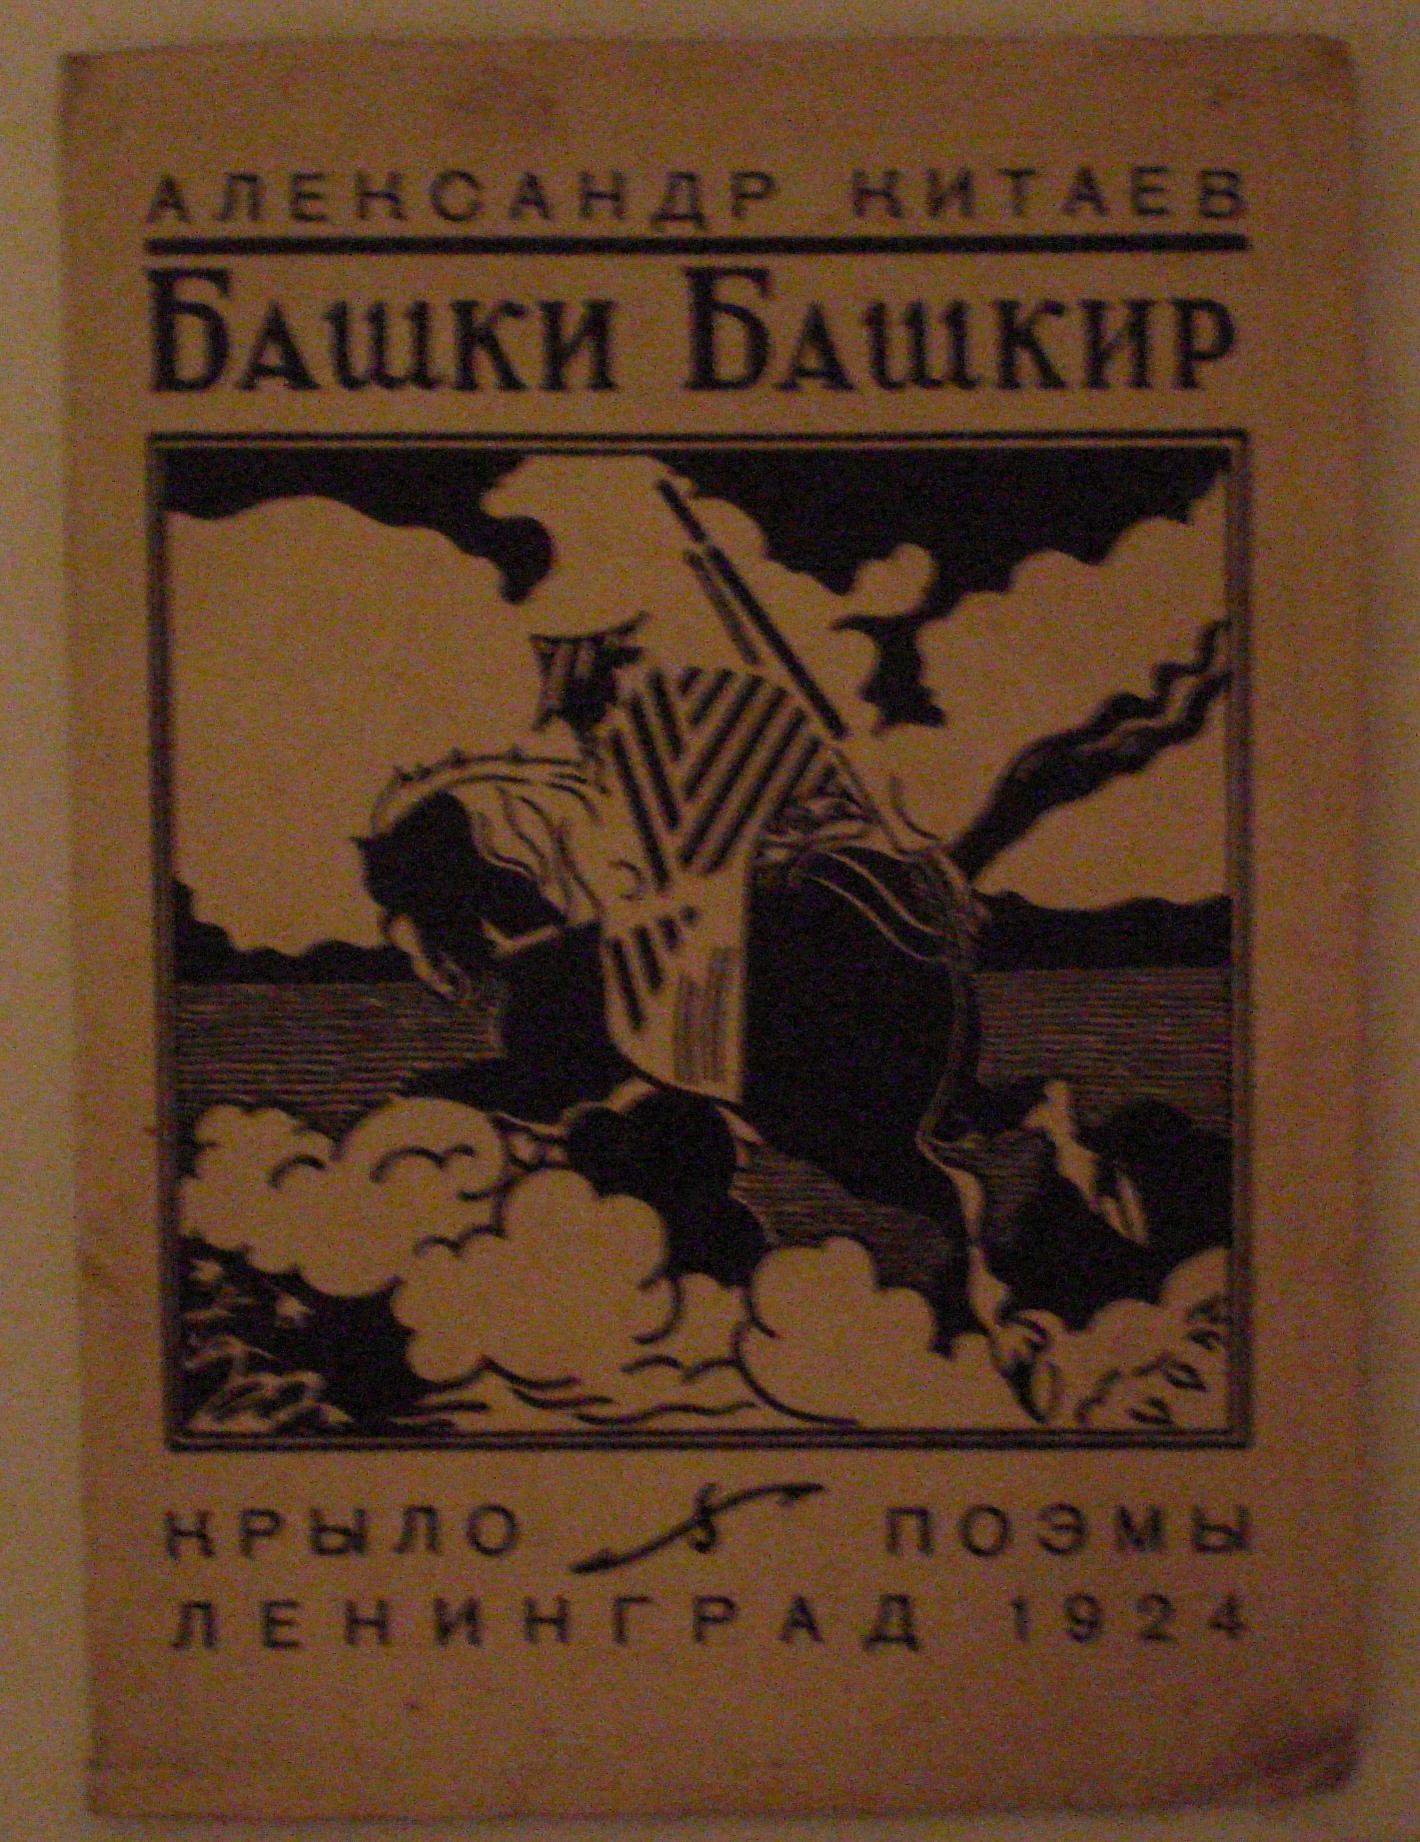 АЛЕКСАНДР КИТАЕВ
БАШКИ БАШКИР
КРЫЛО ПОЭМЫ
ЛЕНИНГРАД 1924